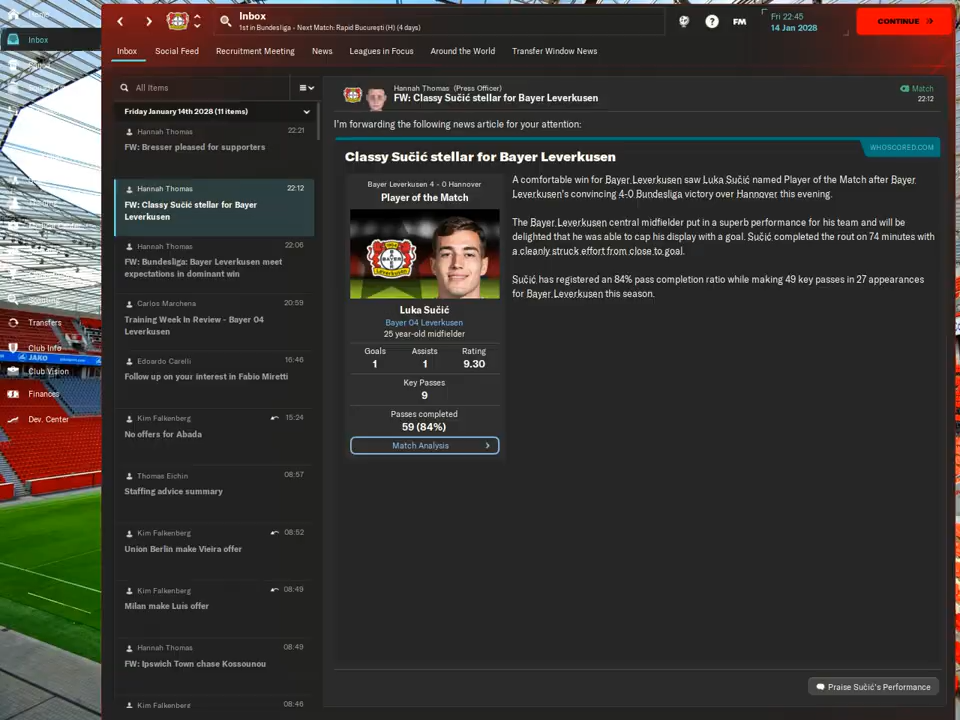 Inbox
1st in Bundesliga - Next Match: Rapid București (H) (4 days)
FM
Fri 22:45
14 Jan 2028
CONTINUE
Inbox
Social Feed
Recruitment Meeting
News
Leagues in Focus
Around the World
Transfer Window News
Inbox
Transfers
Club Info
Club Vision
Finances
Dev. Center
All Items
Friday January 14th 2028 (11 items)
Hannah Thomas 22:21
FW: Bresser pleased for supporters
Hannah Thomas 22:12
FW: Classy Sučić stellar for Bayer
Leverkusen
Hannah Thomas 22:06
FW: Bundesliga: Bayer Leverkusen meet
expectations in dominant win
Carlos Marchena 20:59
Training Week In Review - Bayer 04
Leverkusen
Edoardo Carelli 16:46
Follow up on your interest in Fabio Miretti
Kim Falkenberg 15:24
No offers for Abada
Thomas Eichin 08:57
Staffing advice summary
Kim Falkenberg 08:52
Union Berlin make Vieira offer
Kim Falkenberg 08:49
Milan make Luís offer
Hannah Thomas 08:49
FW: Ipswich Town chase Kossounou
Kim Falkenberg 08:46
Hannah Thomas (Press Officer)
FW: Classy Sučić stellar for Bayer Leverkusen
Match
22:12
I'm forwarding the following news article for your attention:
WHOSCORED.COM
Classy Sučić stellar for Bayer Leverkusen
Bayer Leverkusen 4 - 0 Hannover
Player of the Match
Luka Sučić
Bayer 04 Leverkusen
25 year-old midfielder
Goals Assists Rating
1 1 9.30
Key Passes
9
Passes completed
59 (84%)
Match Analysis
A comfortable win for Bayer Leverkusen saw Luka Sučić named Player of the Match after Bayer
Leverkusen's convincing 4-0 Bundesliga victory over Hannover this evening.
The Bayer Leverkusen central midfielder put in a superb performance for his team and will be
delighted that he was able to cap his display with a goal. Sučić completed the rout on 74 minutes with
a cleanly struck effort from close to goal.
Sučić has registered an 84% pass completion ratio while making 49 key passes in 27 appearances
for Bayer Leverkusen this season.
Praise Sučić's Performance